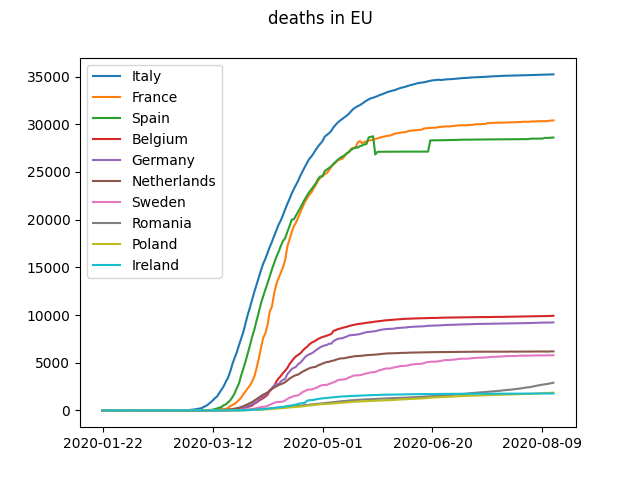 deaths in EU
35000
30000
25000
20000
15000
10000
5000
0
Italy
France
Spain
Belgium
Germany
Netherlands
Sweden
Romania
Poland
Ireland
2020-01-22 2020-03-12 2020-05-01 2020-06-20 2020-08-09